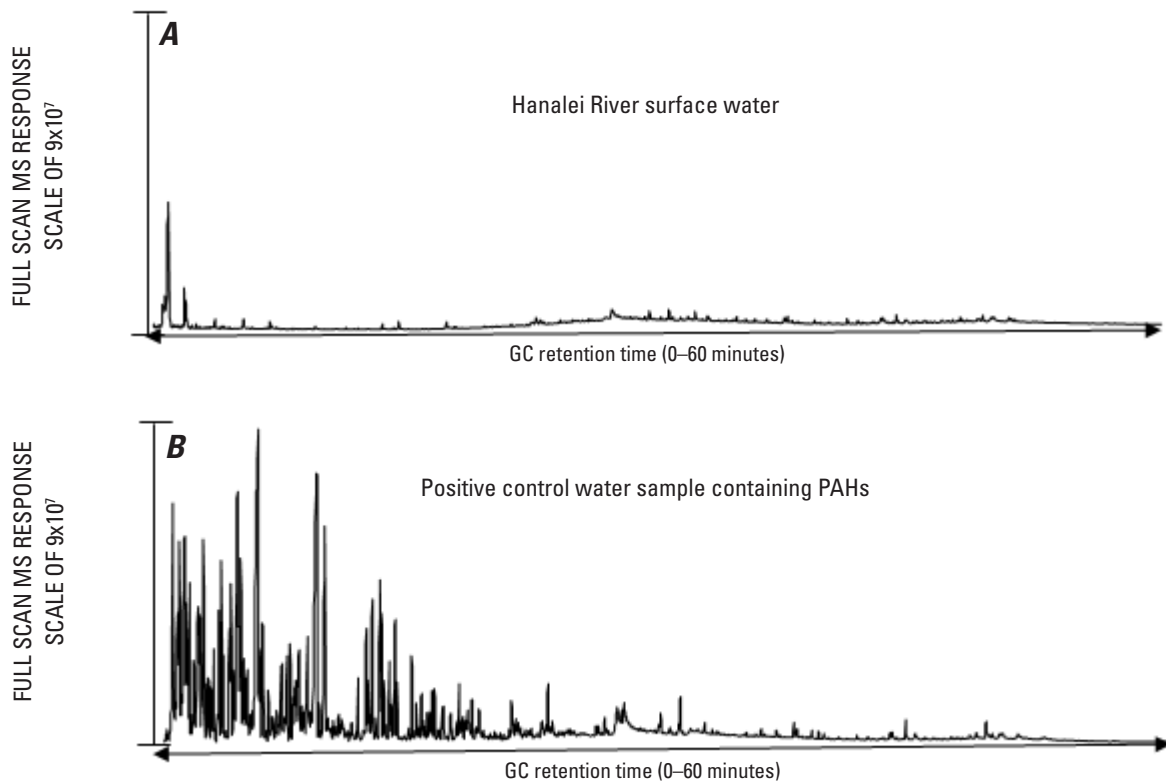 FULL SCAN MS RESPONSE
SCALE OF 9x10⁷
A
Hanalei River surface water
GC retention time (0–60 minutes)
FULL SCAN MS RESPONSE
SCALE OF 9x10⁷
B
Positive control water sample containing PAHs
GC retention time (0–60 minutes)